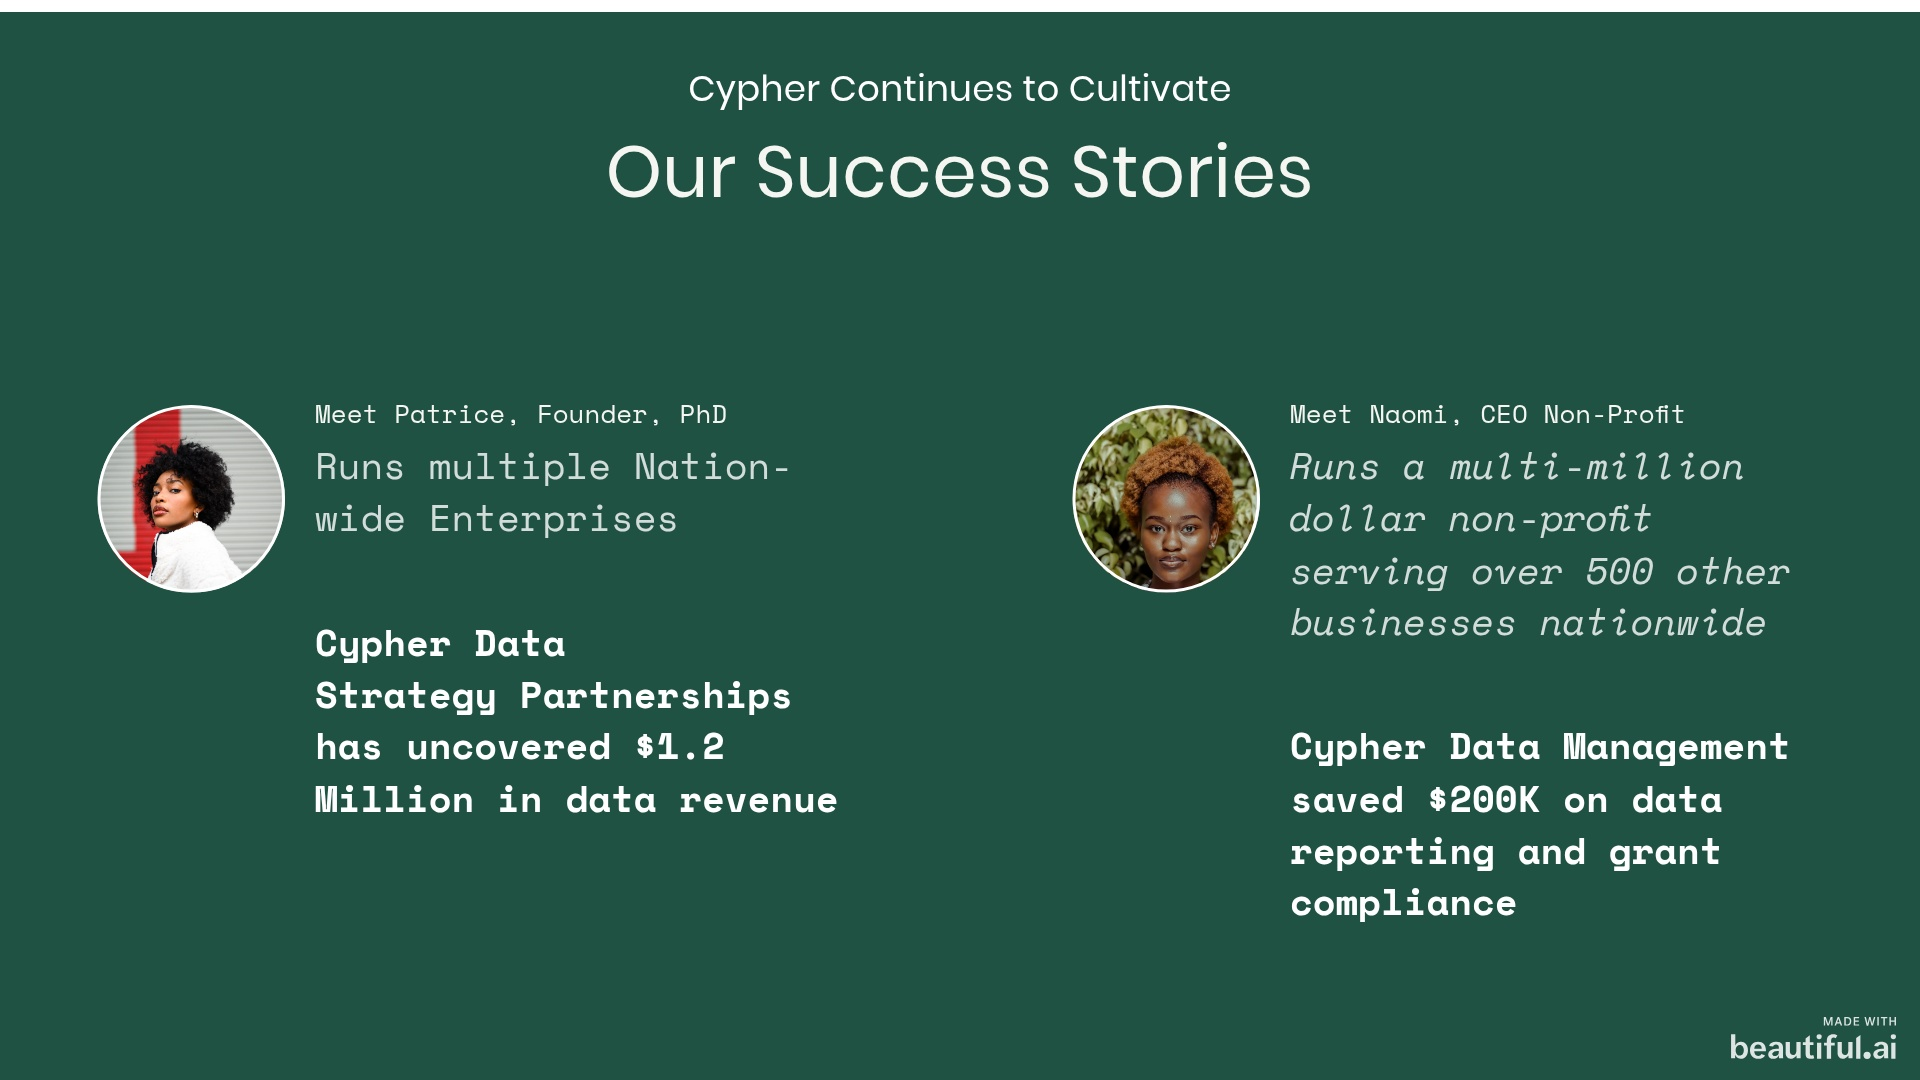 Cypher Continues to Cultivate
Our Success Stories
Meet Patrice, Founder, PhD
Runs multiple Nation-
wide Enterprises
Cypher Data
Strategy Partnerships
has uncovered $1.2
Million in data revenue
Meet Naomi, CEO Non-Profit
Runs a multi-million
dollar non-profit
serving over 500 other
businesses nationwide
Cypher Data Management
saved $200K on data
reporting and grant
compliance
MADE WITH
beautiful.ai